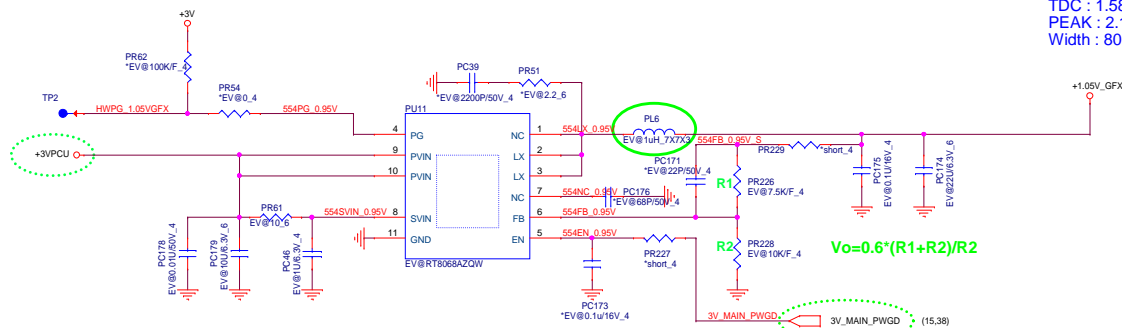 TDC : 1.58
PEAK : 2.1
Width : 80
+3V
PR62
*EV@100K/F_4
TP2
HWPG_1.05VGFX
PR54
*EV@0_4
554PG_0.95V
+3VPCU
PC39
*EV@2200P/50V_4
PR51
*EV@2.2_6
PU11
4 PG
9 PVIN
10 PVIN
8 SVIN
11 GND
NC 1
LX 2
LX 3
NC 7
FB 6
EN 5
EV@RT8068AZQW
554LX_0.95V
PL6
EV@1uH_7X7X3
554FB_0.95V_S
PR229
*short_4
+1.05V_GFX
PC171
*EV@22P/50V_4
R1
PR226
EV@7.5K/F_4
PC175
EV@0.1U/16V_4
PC174
EV@22U/6.3V_6
554NC_0.95V
PC176
*EV@68P/50V_4
554FB_0.95V
554EN_0.95V
PR227
*short_4
R2
PR228
EV@10K/F_4
Vo=0.6*(R1+R2)/R2
PR61
EV@10_6
554SVIN_0.95V
PC178
EV@0.01U/50V_4
PC179
EV@10U/6.3V_6
PC46
EV@1U/6.3V_4
PC173
*EV@0.1u/16V_4
3V_MAIN_PWGD
3V_MAIN_PWGD (15,38)